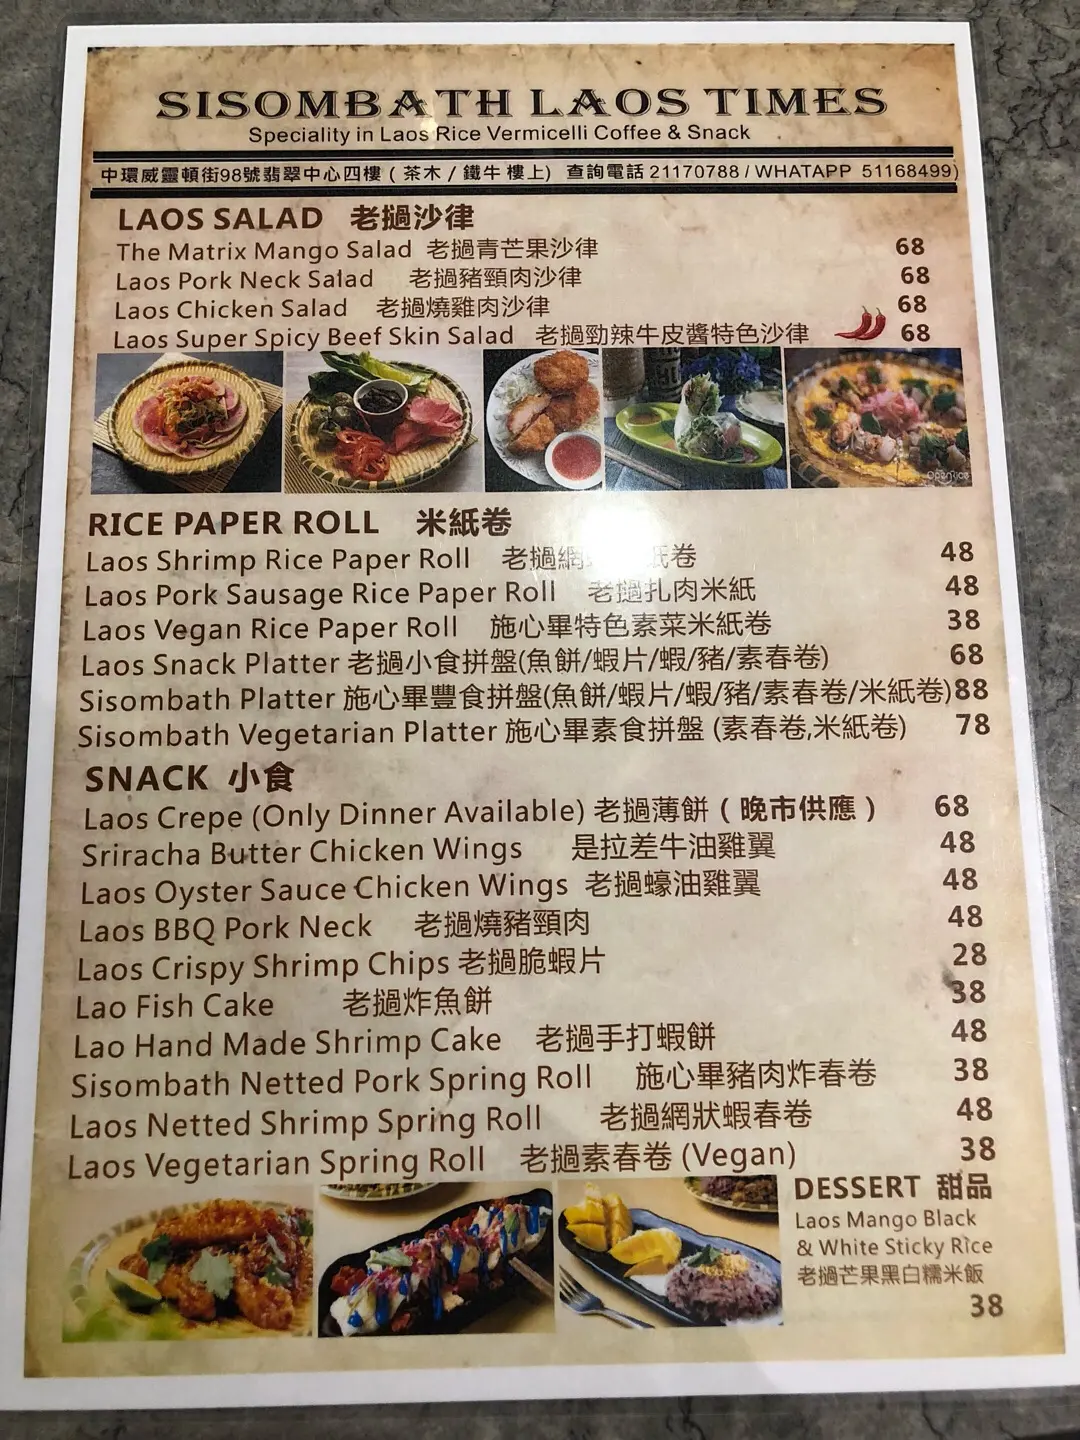 SISOMBATH LAOS TIMES
Speciality in Laos Rice Vermicelli Coffee & Snack
中環威靈頓街98號翡翠中心四樓 ( 茶木 / 鐵牛 樓上) 查詢電話 21170788 / WHATAPP 51168499)
LAOS SALAD 老撾沙律
The Matrix Mango Salad 老撾青芒果沙律 68
Laos Pork Neck Salad 老撾豬頸肉沙律 68
Laos Chicken Salad 老撾燒雞肉沙律 68
Laos Super Spicy Beef Skin Salad 老撾勁辣牛皮醬特色沙律 68
Openrice
RICE PAPER ROLL 米紙卷
Laos Shrimp Rice Paper Roll 老撾網 紙卷 48
Laos Pork Sausage Rice Paper Roll 老撾扎肉米紙 48
Laos Vegan Rice Paper Roll 施心畢特色素菜米紙卷 38
Laos Snack Platter 老撾小食拼盤(魚餅/蝦片/蝦/豬/素春卷) 68
Sisombath Platter 施心畢豐食拼盤(魚餅/蝦片/蝦/豬/素春卷/米紙卷) 88
Sisombath Vegetarian Platter 施心畢素食拼盤 (素春卷,米紙卷) 78
SNACK 小食
Laos Crepe (Only Dinner Available) 老撾薄餅 ( 晚市供應 ) 68
Sriracha Butter Chicken Wings 是拉差牛油雞翼 48
Laos Oyster Sauce Chicken Wings 老撾蠔油雞翼 48
Laos BBQ Pork Neck 老撾燒豬頸肉 48
Laos Crispy Shrimp Chips 老撾脆蝦片 28
Lao Fish Cake 老撾炸魚餅 38
Lao Hand Made Shrimp Cake 老撾手打蝦餅 48
Sisombath Netted Pork Spring Roll 施心畢豬肉炸春卷 38
Laos Netted Shrimp Spring Roll 老撾網狀蝦春卷 48
Laos Vegetarian Spring Roll 老撾素春卷 (Vegan) 38
DESSERT 甜品
Laos Mango Black
& White Sticky Rice
老撾芒果黑白糯米飯
38